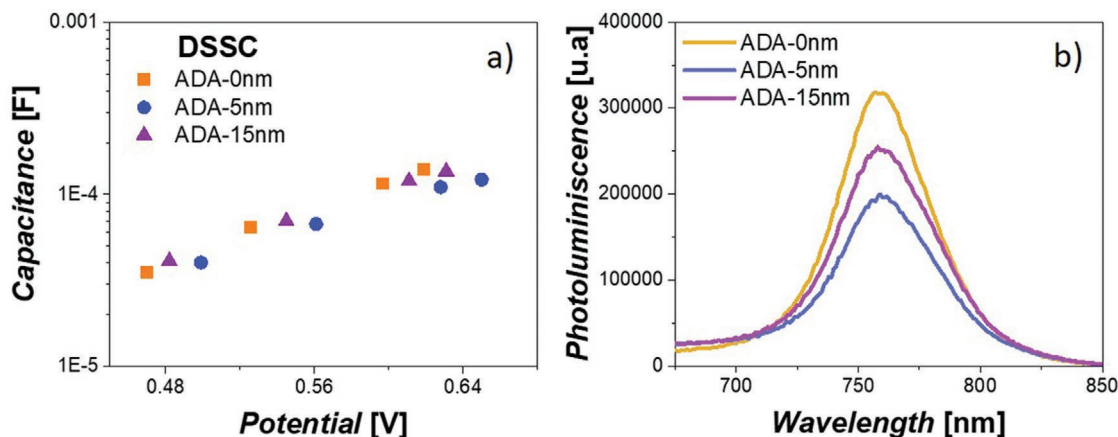 DSSC
a)
ADA-0nm
ADA-5nm
ADA-15nm
Capacitance [F]
0.001
1E-4
1E-5
0.48 0.56 0.64
Potential [V]
b)
ADA-0nm
ADA-5nm
ADA-15nm
Photoluminiscence [u.a]
400000
300000
200000
100000
0
700 750 800 850
Wavelength [nm]